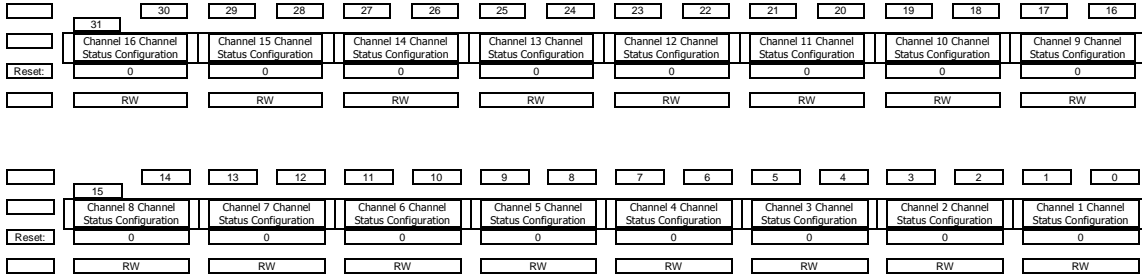 31 30 29 28 27 26 25 24 23 22 21 20 19 18 17 16
Channel 16 Channel Status Configuration Channel 15 Channel Status Configuration Channel 14 Channel Status Configuration Channel 13 Channel Status Configuration Channel 12 Channel Status Configuration Channel 11 Channel Status Configuration Channel 10 Channel Status Configuration Channel 9 Channel Status Configuration
Reset: 0 0 0 0 0 0 0 0
RW RW RW RW RW RW RW RW
15 14 13 12 11 10 9 8 7 6 5 4 3 2 1 0
Channel 8 Channel Status Configuration Channel 7 Channel Status Configuration Channel 6 Channel Status Configuration Channel 5 Channel Status Configuration Channel 4 Channel Status Configuration Channel 3 Channel Status Configuration Channel 2 Channel Status Configuration Channel 1 Channel Status Configuration
Reset: 0 0 0 0 0 0 0 0
RW RW RW RW RW RW RW RW